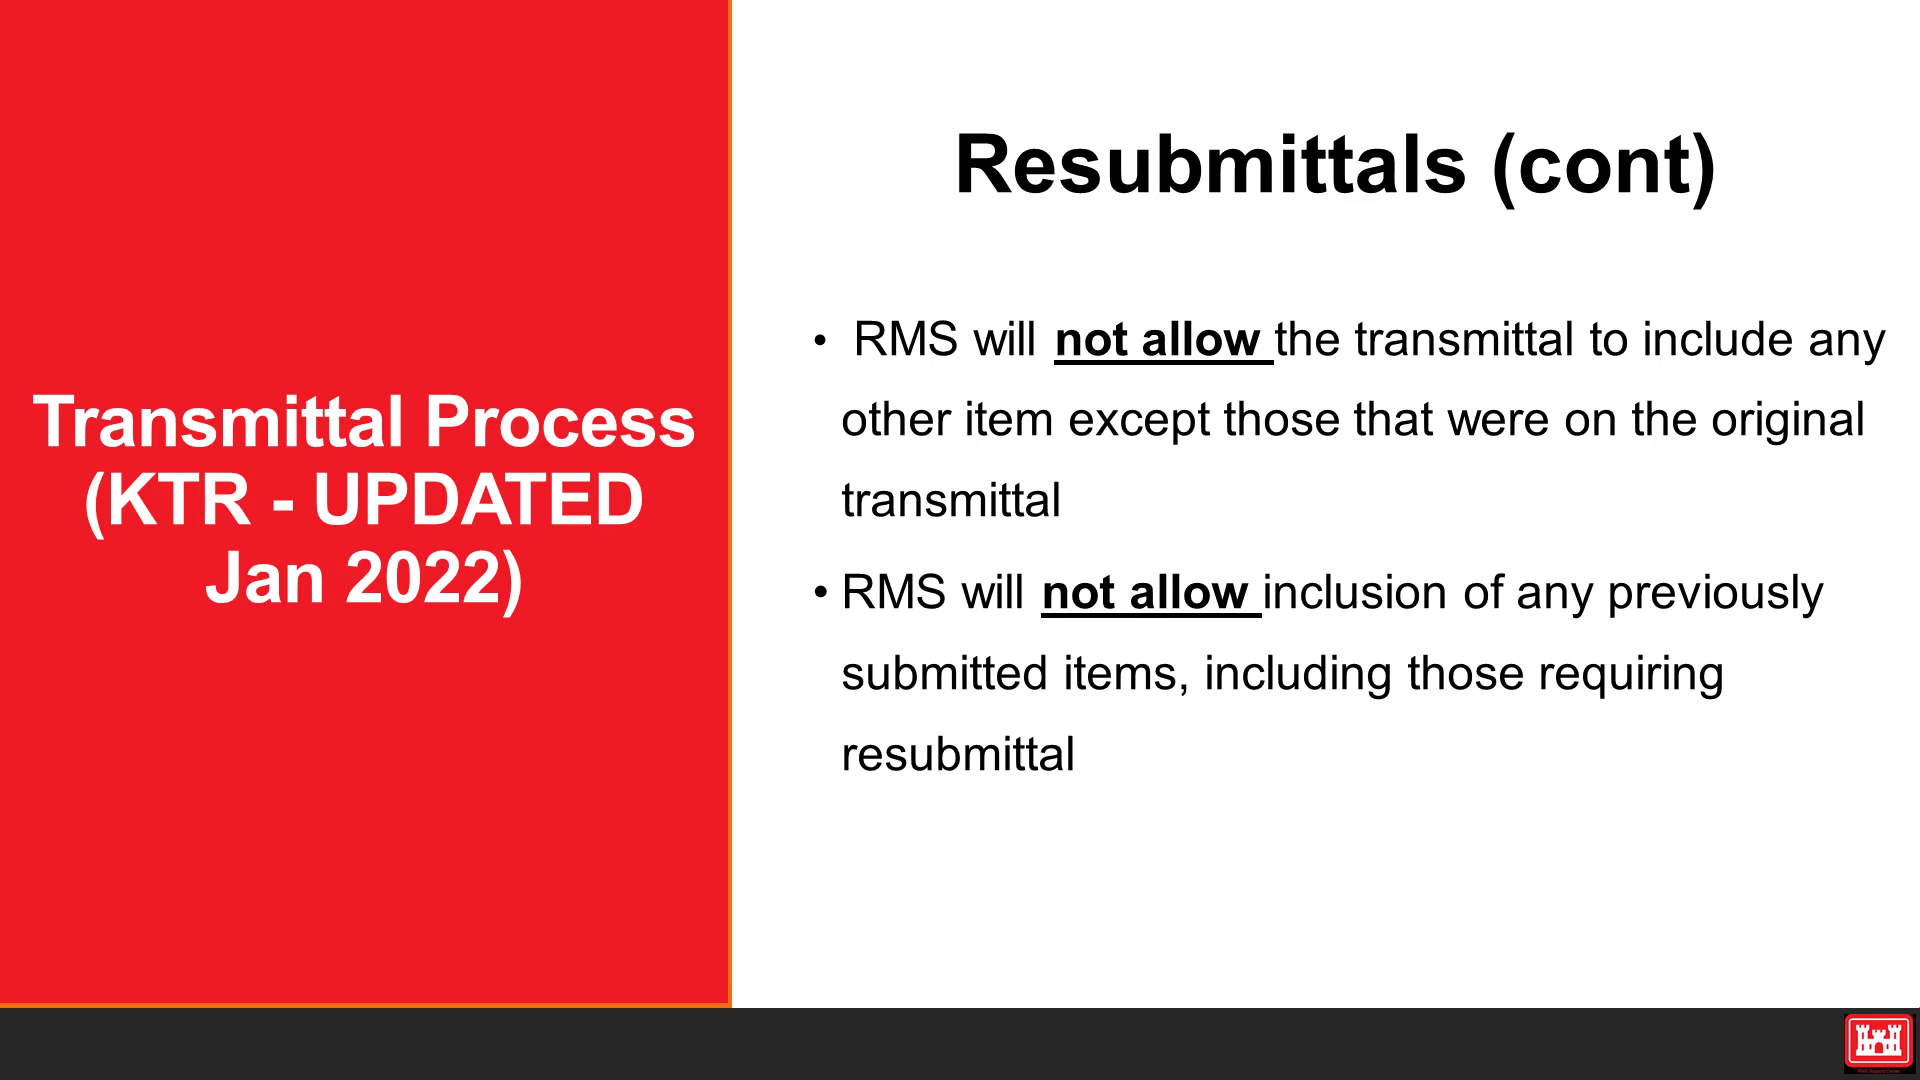 Transmittal Process
(KTR - UPDATED
Jan 2022)
Resubmittals (cont)
• RMS will not allow the transmittal to include any
other item except those that were on the original
transmittal
• RMS will not allow inclusion of any previously
submitted items, including those requiring
resubmittal